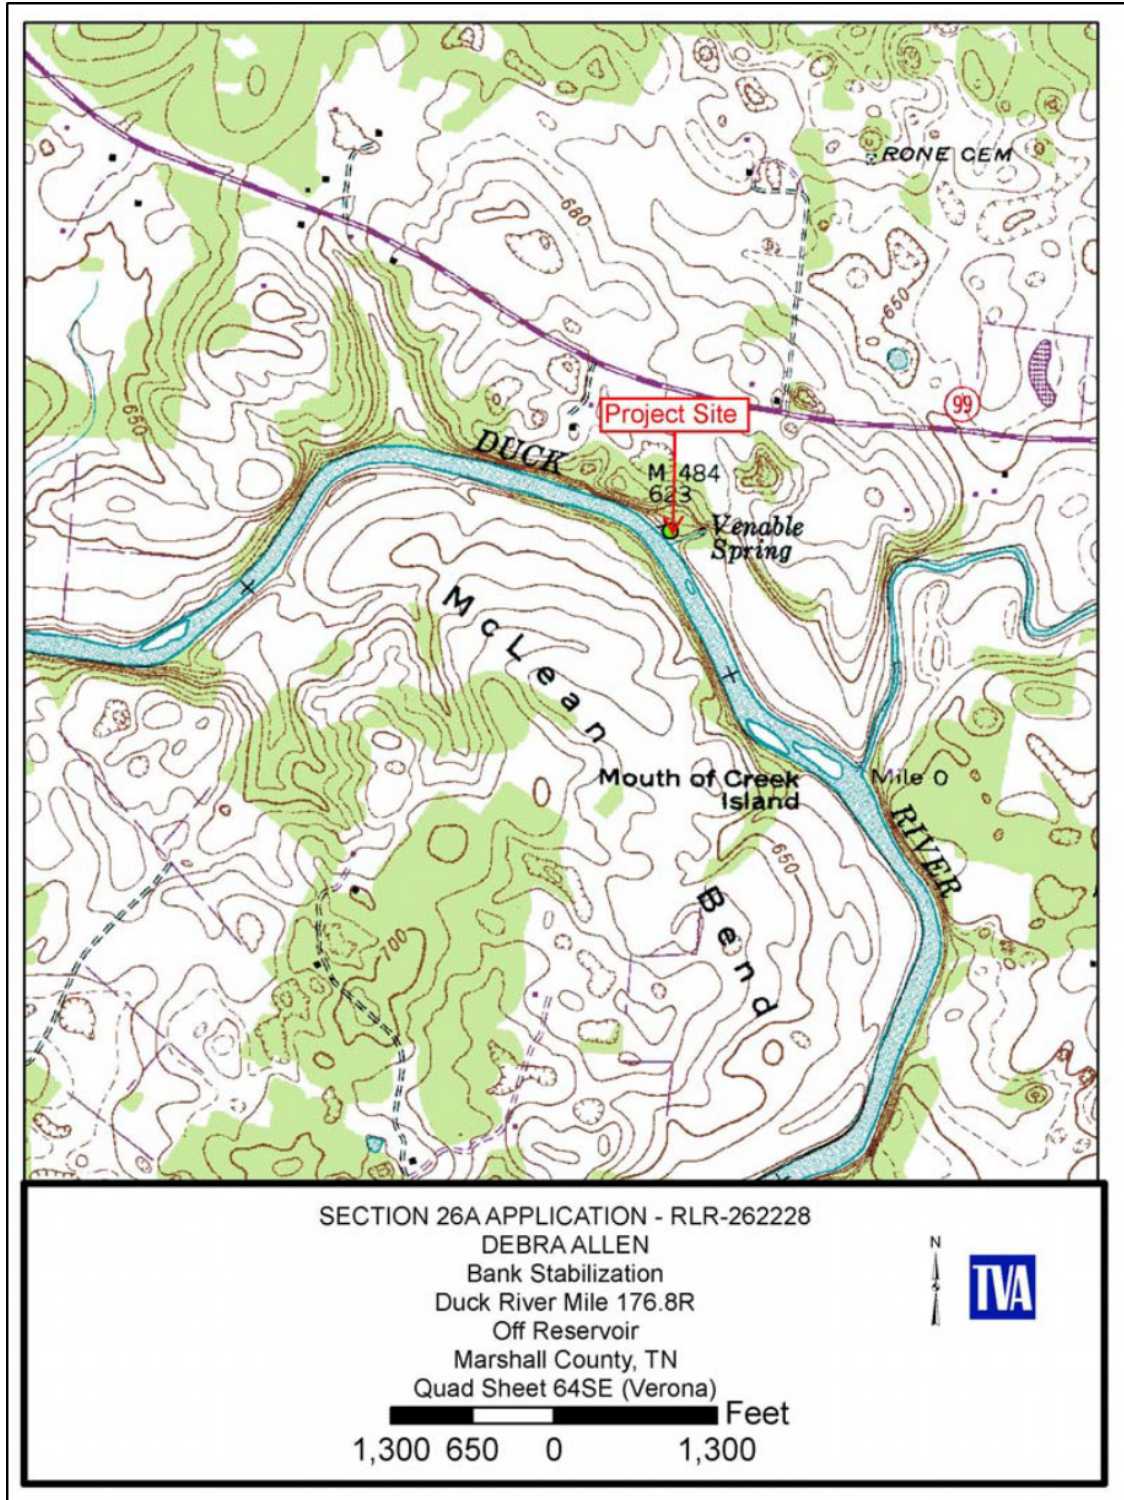 RONE CEM
680
650
99
650
Project Site
DUCK
M 484
623
Venable
Spring
McLean
Mouth of Creek
Island
Mile 0
RIVER
650
Bend
700
SECTION 26A APPLICATION - RLR-262228
DEBRA ALLEN
Bank Stabilization
Duck River Mile 176.8R
Off Reservoir
Marshall County, TN
Quad Sheet 64SE (Verona)
N
TVA
Feet
1,300 650 0 1,300